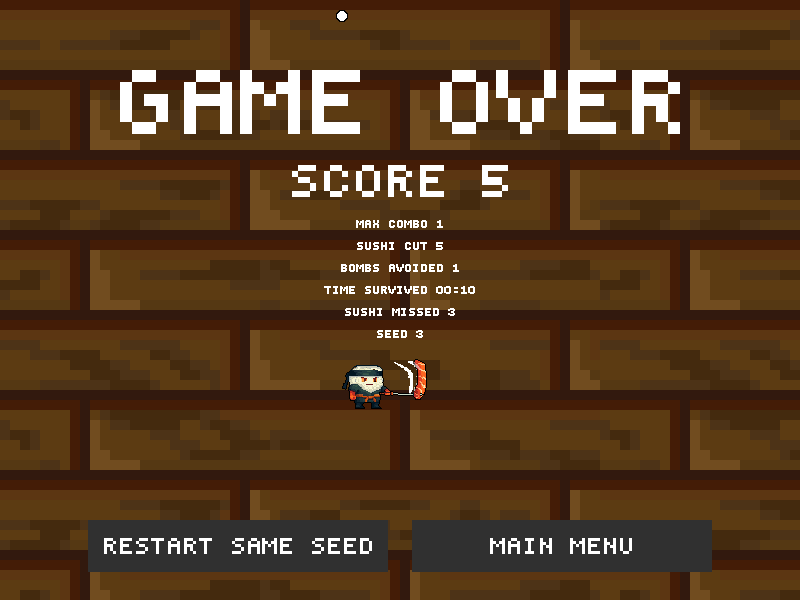 GAME OVER
SCORE 5
MAX COMBO 1
SUSHI CUT 5
BOMBS AVOIDED 1
TIME SURVIVED 00:10
SUSHI MISSED 3
SEED 3
RESTART SAME SEED
MAIN MENU